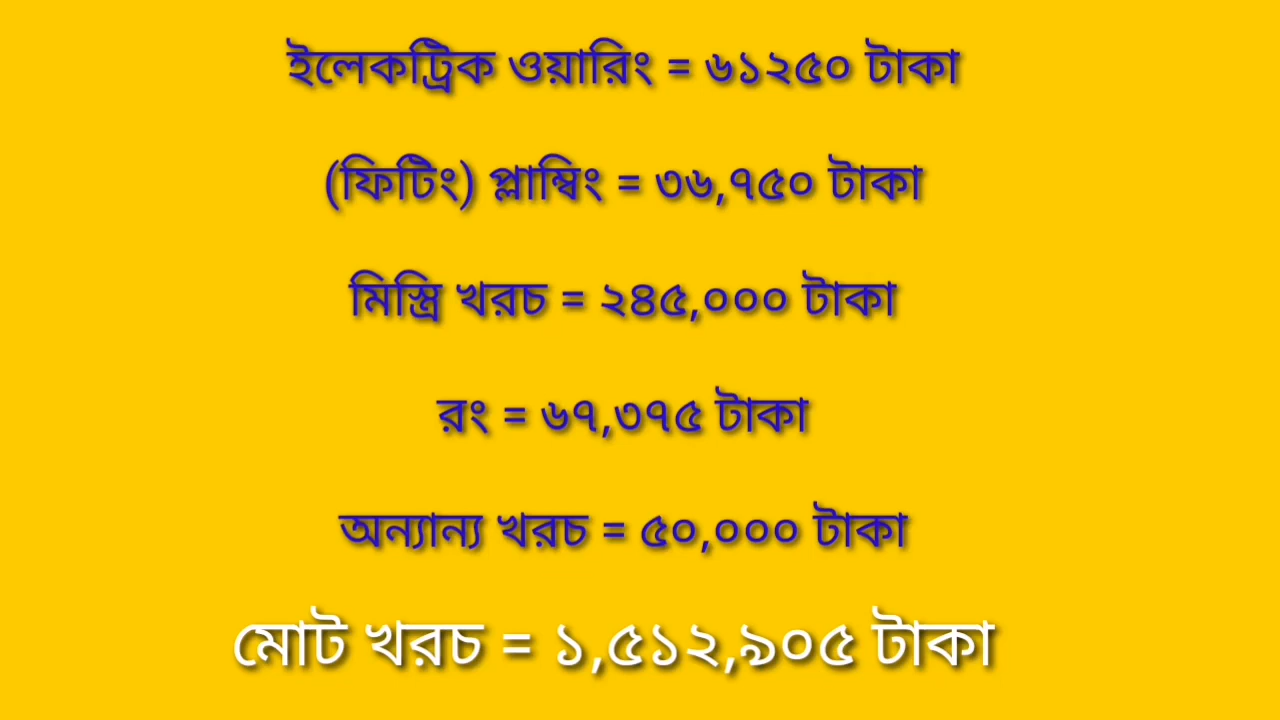 ইলেকট্রিক ওয়ারিং = ৬১২৫০ টাকা
(ফিটিং) প্লাম্বিং = ৩৬,৭৫০ টাকা
মিস্ত্রি খরচ = ২৪৫,০০০ টাকা
রং = ৬৭,৩৭৫ টাকা
অন্যান্য খরচ = ৫০,০০০ টাকা
মোট খরচ = ১,৫১২,৯০৫ টাকা